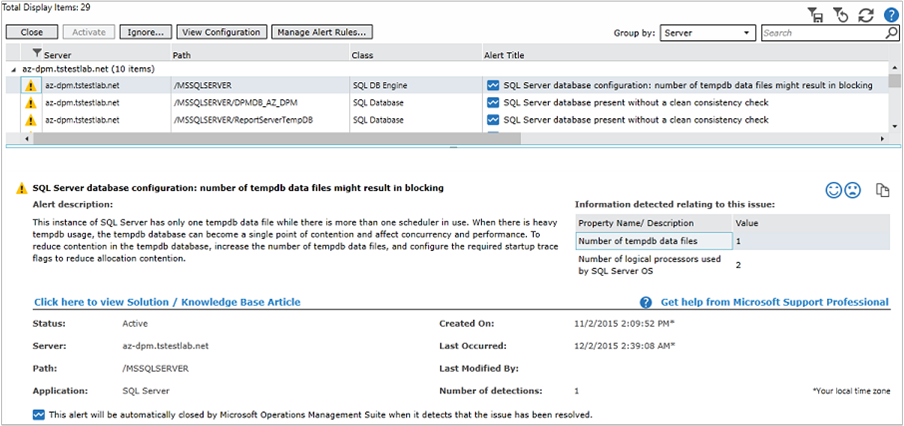 Total Display Items: 29
Close Activate Ignore... View Configuration Manage Alert Rules... Group by: Server Search
Server Path Class Alert Title
az-dpm.tstestlab.net (10 items)
az-dpm.tstestlab.net /MSSQLSERVER SQL DB Engine SQL Server database configuration: number of tempdb data files might result in blocking
az-dpm.tstestlab.net /MSSQLSERVER/DPMDB_AZ_DPM SQL Database SQL Server database present without a clean consistency check
az-dpm.tstestlab.net /MSSQLSERVER/ReportServerTempDB SQL Database SQL Server database present without a clean consistency check
SQL Server database configuration: number of tempdb data files might result in blocking
Alert description:
This instance of SQL Server has only one tempdb data file while there is more than one scheduler in use. When there is heavy
tempdb usage, the tempdb database can become a single point of contention and affect concurrency and performance. To
reduce contention in the tempdb database, increase the number of tempdb data files, and configure the required startup trace
flags to reduce allocation contention.
Information detected relating to this issue:
Property Name/ Description Value
Number of tempdb data files 1
Number of logical processors used
by SQL Server OS 2
Click here to view Solution / Knowledge Base Article
? Get help from Microsoft Support Professional
Status: Active Created On: 11/2/2015 2:09:52 PM*
Server: az-dpm.tstestlab.net Last Occurred: 12/2/2015 2:39:08 AM*
Path: /MSSQLSERVER Last Modified By:
Application: SQL Server Number of detections: 1 *Your local time zone
This alert will be automatically closed by Microsoft Operations Management Suite when it detects that the issue has been resolved.